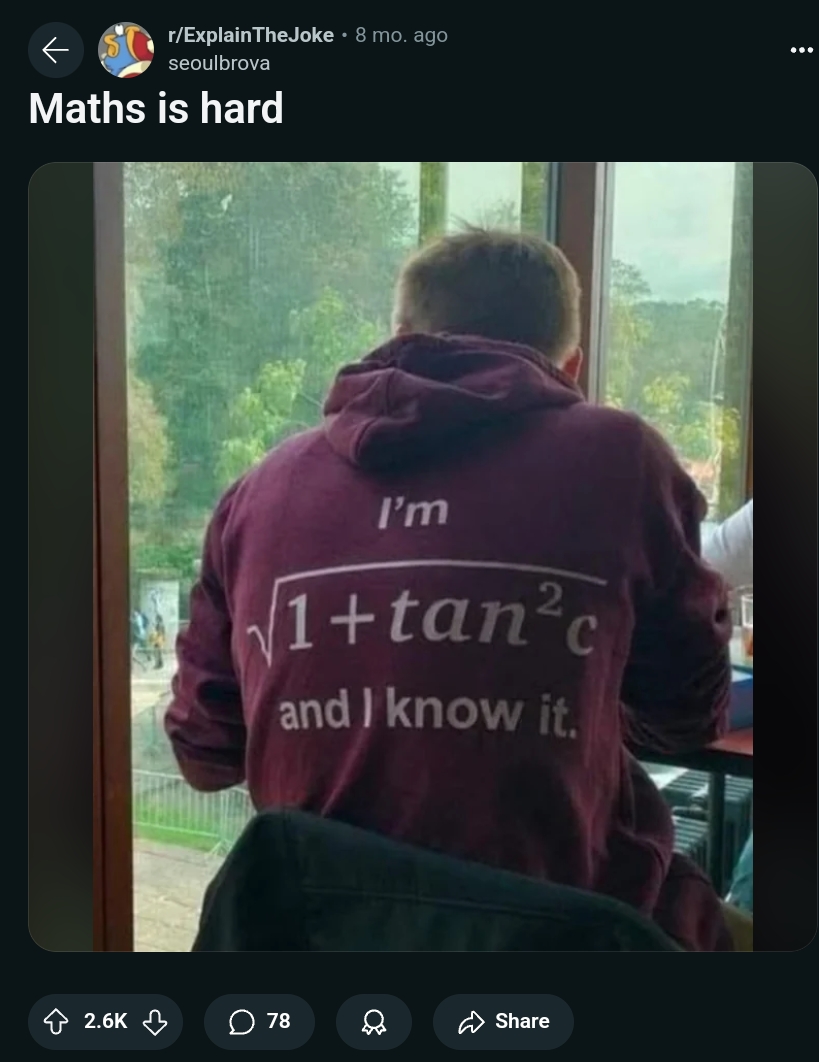 r/ExplainTheJoke • 8 mo. ago
seoulbrova
Maths is hard
I'm
√1+tan²c
and I know it.
2.6K
78
Share